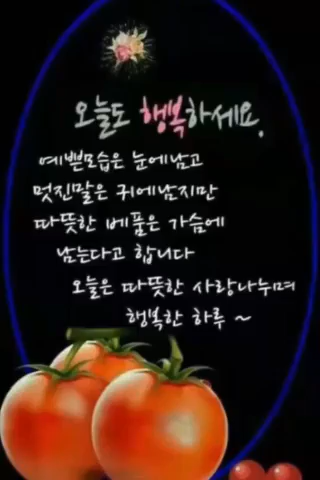 오늘도 행복하세요.
예쁜모습은 눈에남고
멋진말은 귀에남지만
따뜻한 베풂은 가슴에
남는다고 합니다
오늘은 따뜻한 사랑나누며
행복한 하루 ~